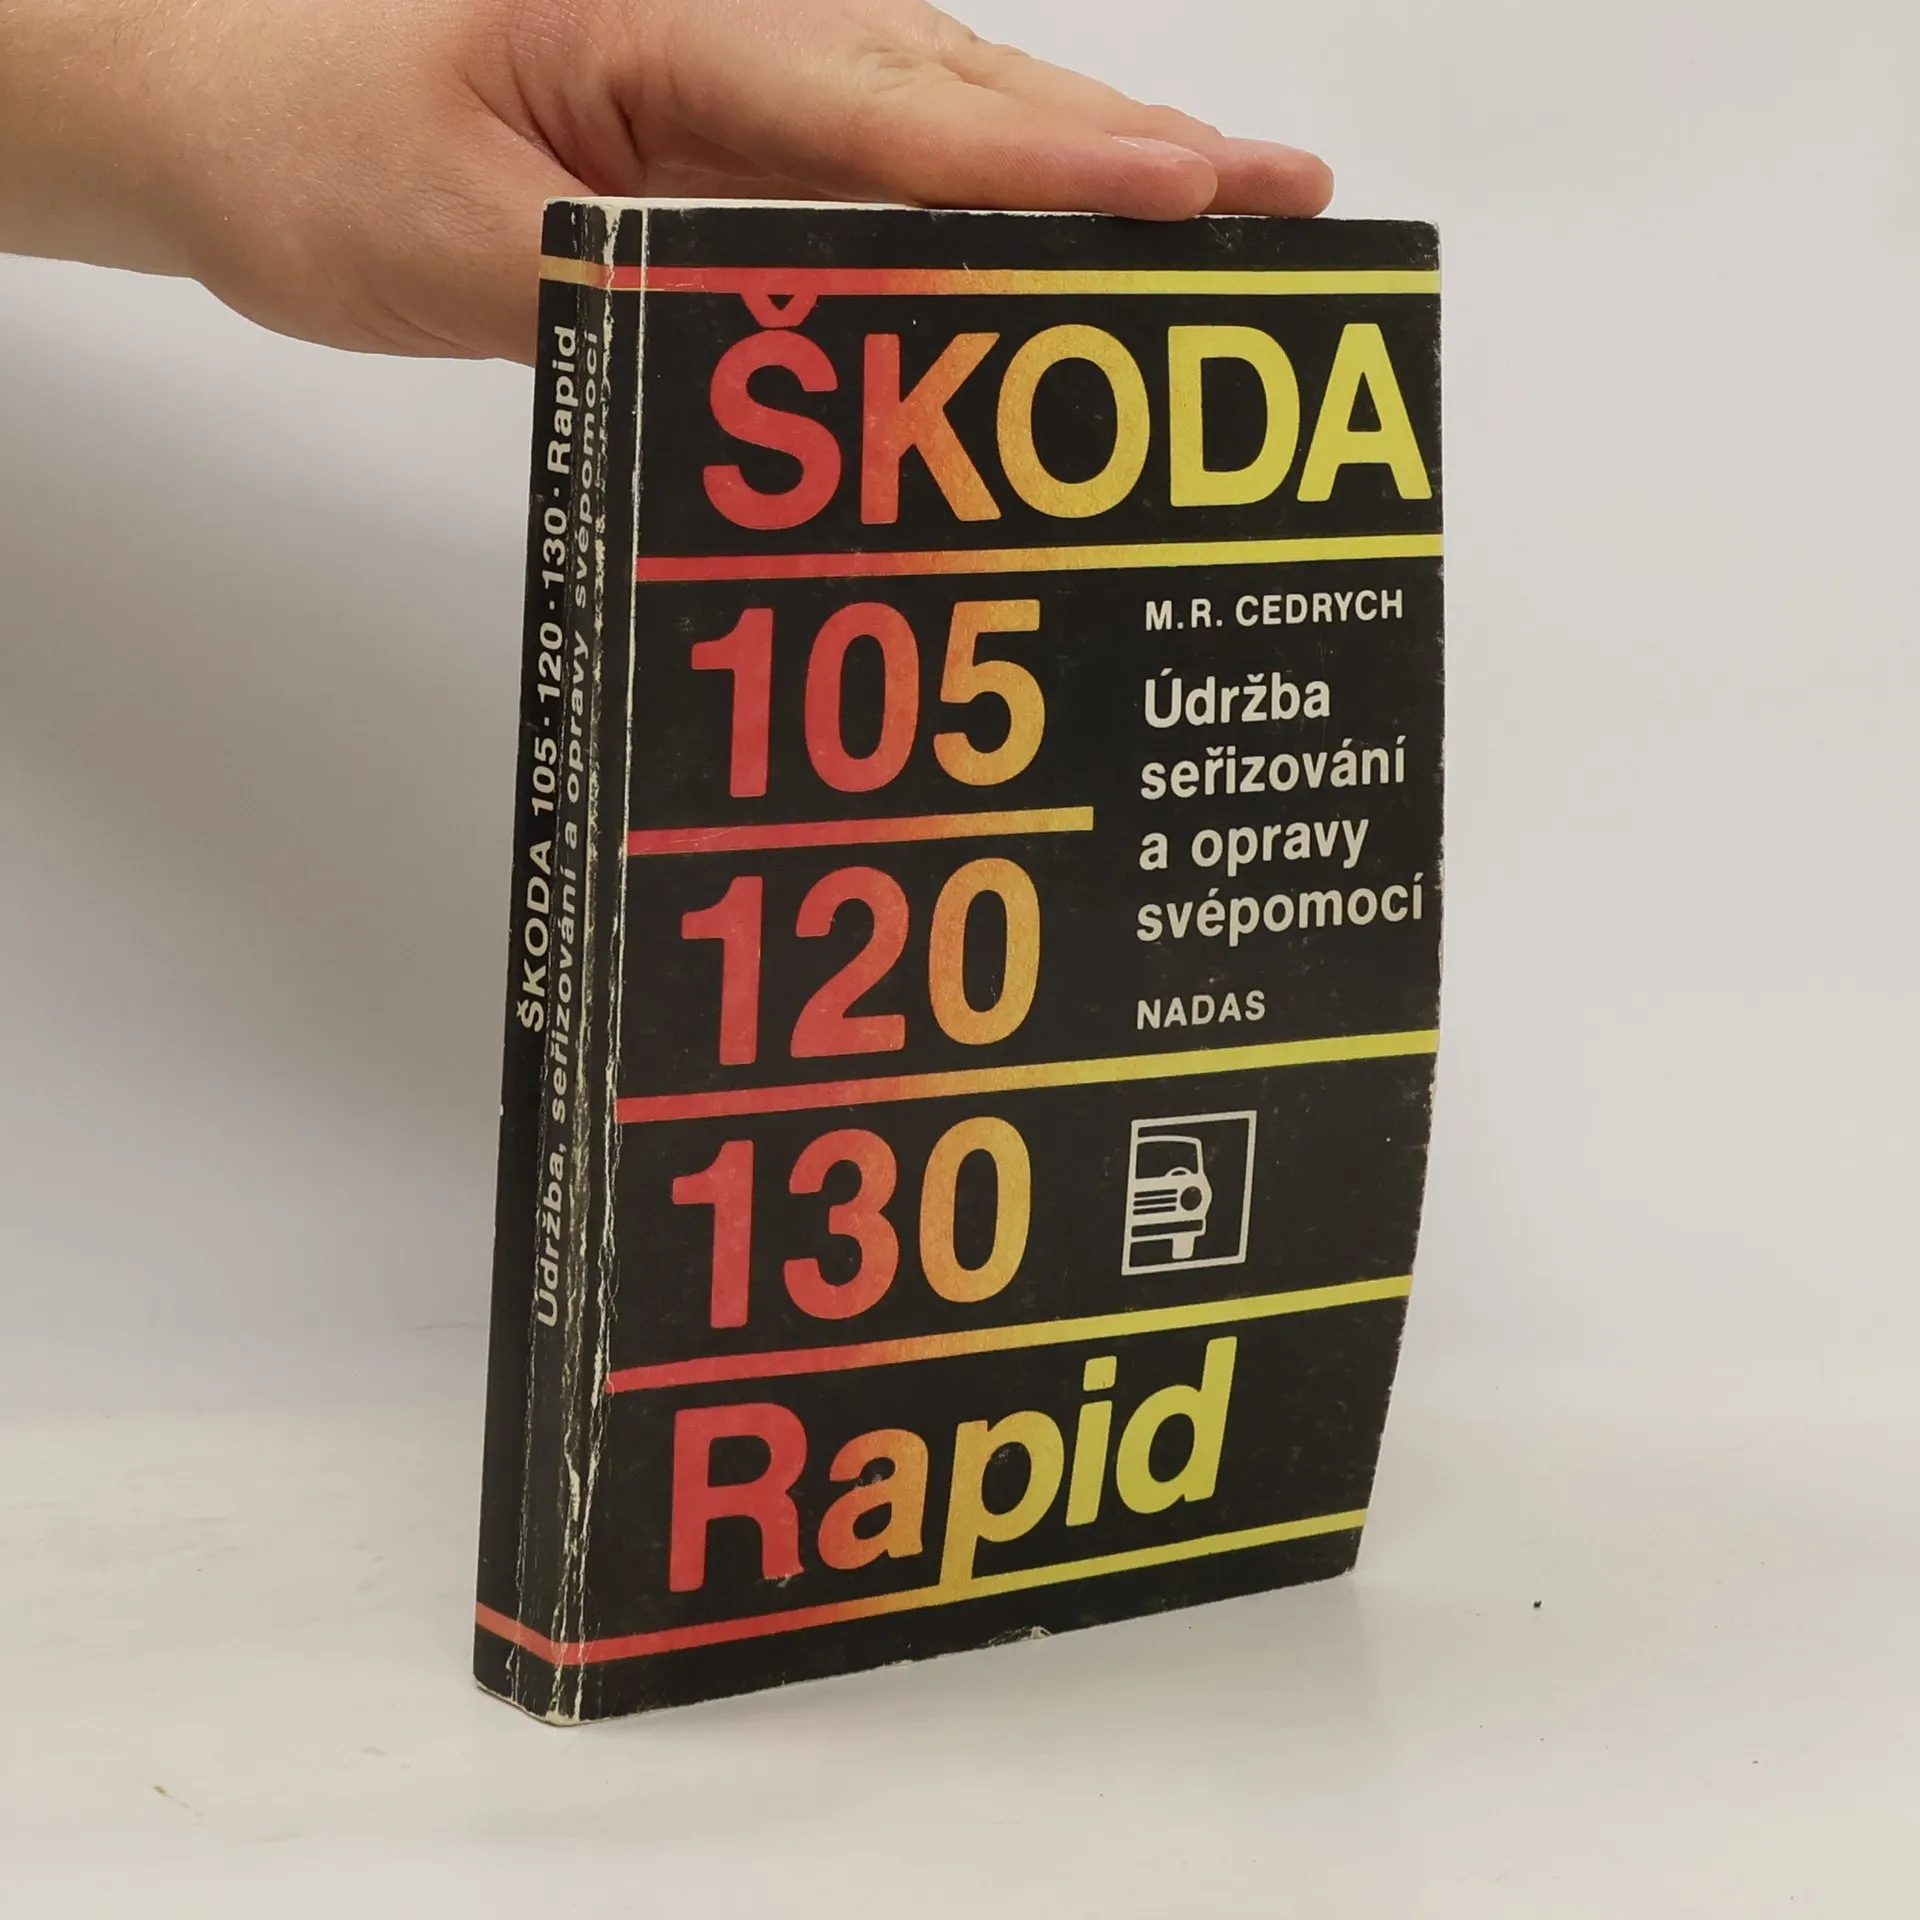 ŠKODA 105·120·130·Rapid
Údržba, seřizování a opravy svépomocí
ŠKODA
105
M.R. CEDRYCH
Údržba
seřizování
a opravy
svépomocí
120
NADAS
130
Rapid